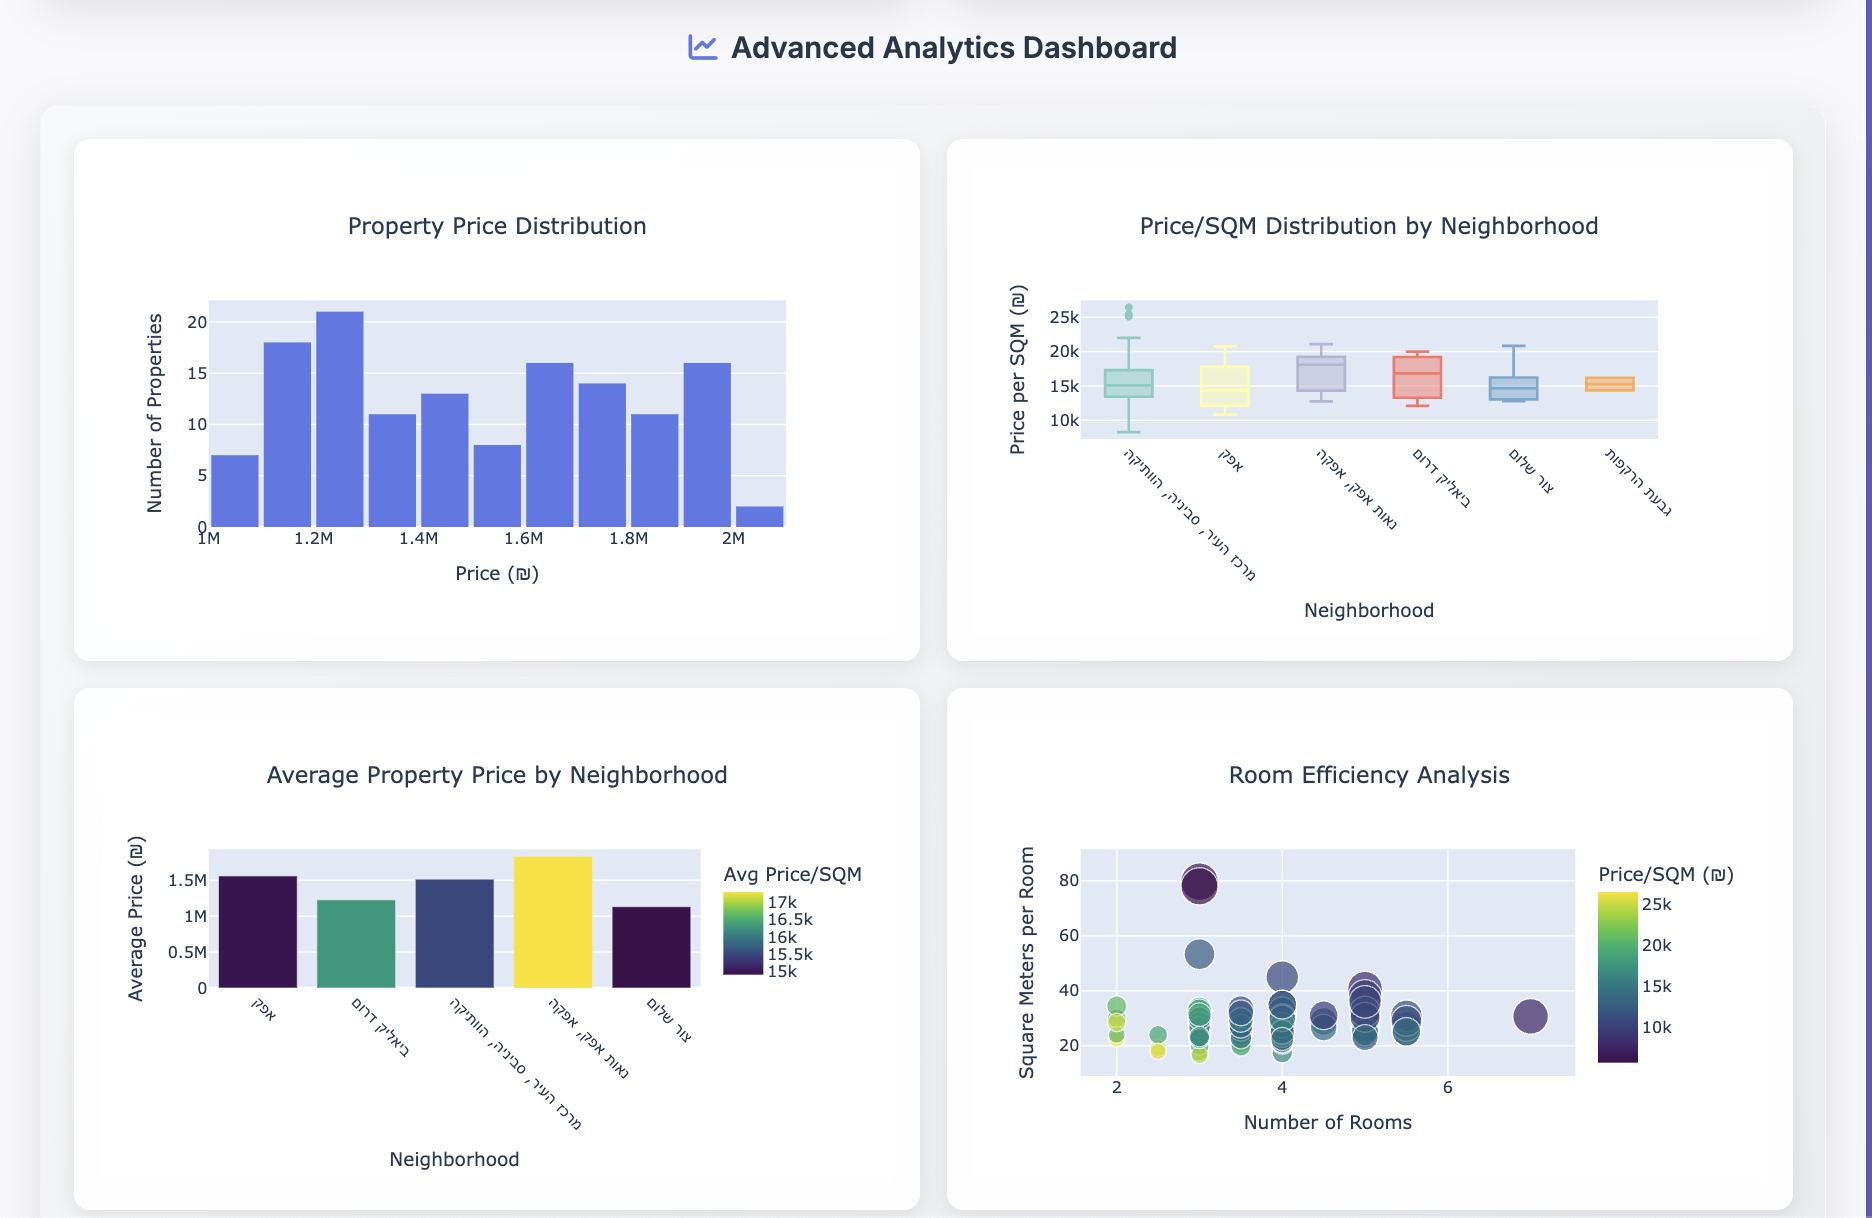 Advanced Analytics Dashboard
Property Price Distribution
Number of Properties
20
15
10
5
0
1M
1.2M
1.4M
1.6M
1.8M
2M
Price (₪)
Price/SQM Distribution by Neighborhood
Price per SQM (₪)
25k
20k
15k
10k
מרכז העיר, סביניה, הוותיקה
אפק
נאות אפק, אפקה
ביאליק דרום
צור שלום
גבעת הרקפות
Neighborhood
Average Property Price by Neighborhood
Average Price (₪)
1.5M
1M
0.5M
0
אפק
ביאליק דרום
מרכז העיר, סביניה, הוותיקה
נאות אפק, אפקה
צור שלום
Neighborhood
Avg Price/SQM
17k
16.5k
16k
15.5k
15k
Room Efficiency Analysis
Square Meters per Room
80
60
40
20
2
4
6
Number of Rooms
Price/SQM (₪)
25k
20k
15k
10k